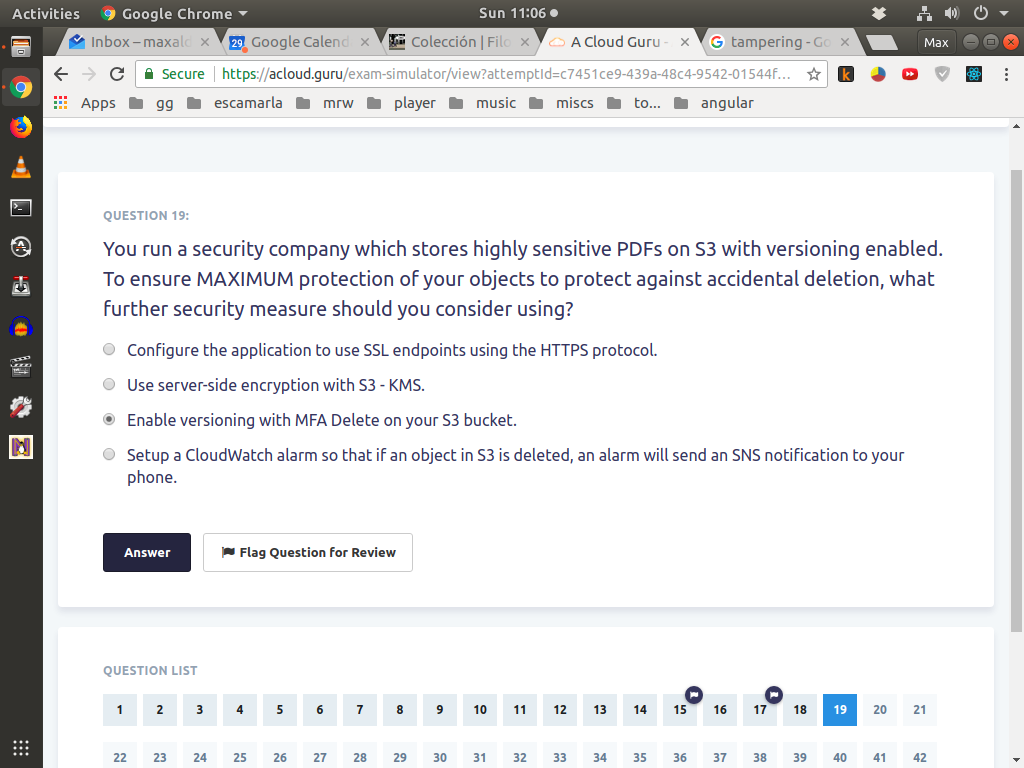 Activities Google Chrome Sun 11:06 Max
Inbox – maxald Google Calend Colección | Filo A Cloud Guru - tampering - Go
Secure https://acloud.guru/exam-simulator/view?attemptId=c7451ce9-439a-48c4-9542-01544f...
Apps gg escamarla mrw player music miscs to... angular
QUESTION 19:
You run a security company which stores highly sensitive PDFs on S3 with versioning enabled.
To ensure MAXIMUM protection of your objects to protect against accidental deletion, what
further security measure should you consider using?
Configure the application to use SSL endpoints using the HTTPS protocol.
Use server-side encryption with S3 - KMS.
Enable versioning with MFA Delete on your S3 bucket.
Setup a CloudWatch alarm so that if an object in S3 is deleted, an alarm will send an SNS notification to your
phone.
Answer Flag Question for Review
QUESTION LIST
1 2 3 4 5 6 7 8 9 10 11 12 13 14 15 16 17 18 19 20 21
22 23 24 25 26 27 28 29 30 31 32 33 34 35 36 37 38 39 40 41 42